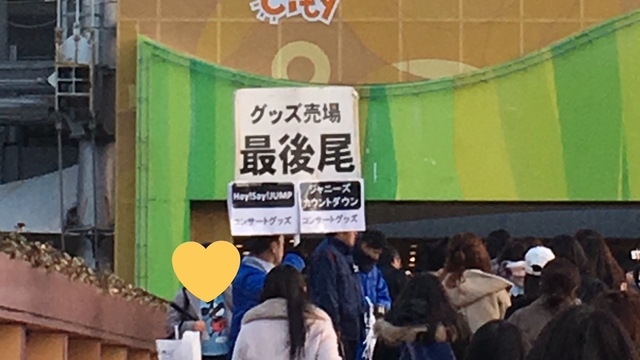 City
グッズ売場
最後尾
Hey!Say!JUMP
コンサートグッズ
ジャニーズ
カウントダウン
コンサートグッズ